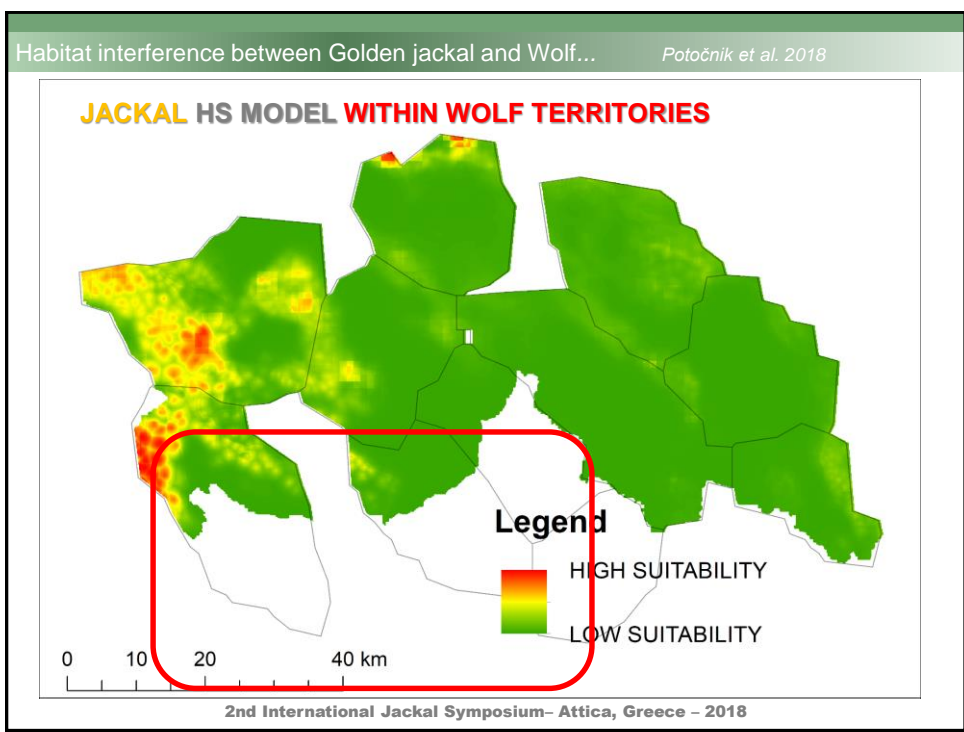 Habitat interference between Golden jackal and Wolf... Potočnik et al. 2018
JACKAL HS MODEL WITHIN WOLF TERRITORIES
Legend
HIGH SUITABILITY
LOW SUITABILITY
0 10 20 40 km
2nd International Jackal Symposium– Attica, Greece – 2018